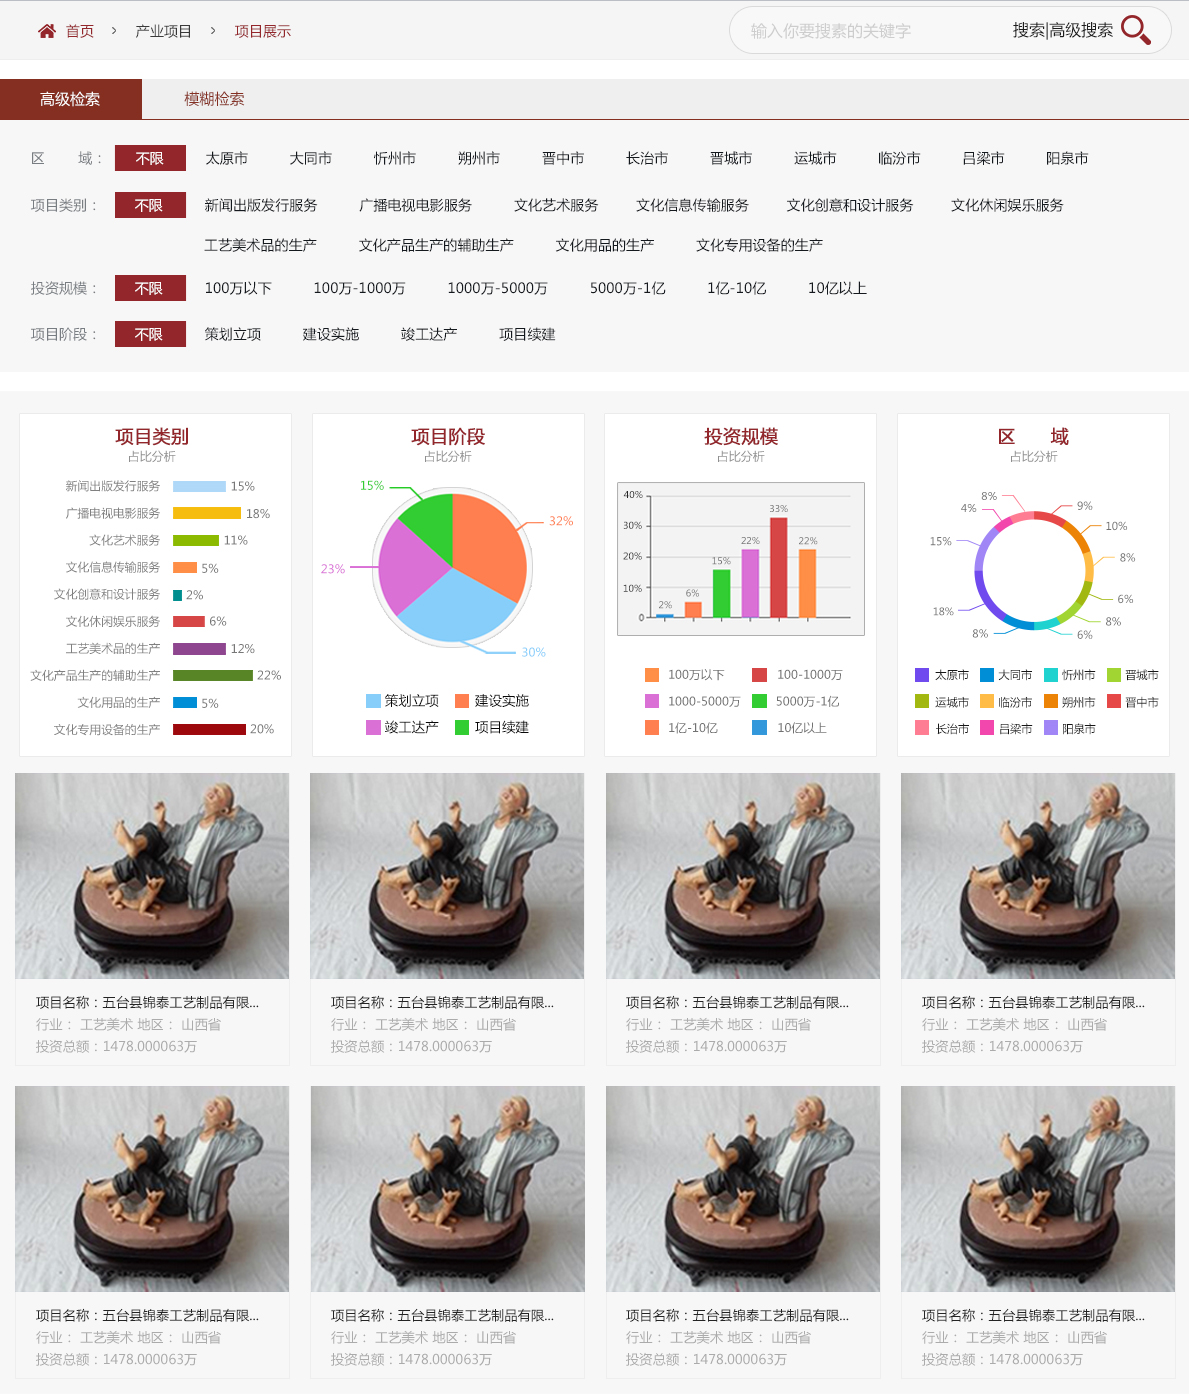 首页 > 产业项目 > 项目展示
输入你要搜素的关键字 搜索|高级搜索
高级检索 模糊检索
区 域： 不限 太原市 大同市 忻州市 朔州市 晋中市 长治市 晋城市 运城市 临汾市 吕梁市 阳泉市
项目类别： 不限 新闻出版发行服务 广播电视电影服务 文化艺术服务 文化信息传输服务 文化创意和设计服务 文化休闲娱乐服务
工艺美术品的生产 文化产品生产的辅助生产 文化用品的生产 文化专用设备的生产
投资规模： 不限 100万以下 100万-1000万 1000万-5000万 5000万-1亿 1亿-10亿 10亿以上
项目阶段： 不限 策划立项 建设实施 竣工达产 项目续建
项目类别
占比分析
新闻出版发行服务 15%
广播电视电影服务 18%
文化艺术服务 11%
文化信息传输服务 5%
文化创意和设计服务 2%
文化休闲娱乐服务 6%
工艺美术品的生产 12%
文化产品生产的辅助生产 22%
文化用品的生产 5%
文化专用设备的生产 20%
项目阶段
占比分析
15%
32%
23%
30%
策划立项 建设实施
竣工达产 项目续建
投资规模
占比分析
40%
30%
20%
10%
0
2% 6% 15% 22% 33% 22%
100万以下 100-1000万
1000-5000万 5000万-1亿
1亿-10亿 10亿以上
区 域
占比分析
8% 9%
4% 10%
15% 8%
18% 6%
8% 8%
6%
太原市 大同市 忻州市 晋城市
运城市 临汾市 朔州市 晋中市
长治市 吕梁市 阳泉市
项目名称：五台县锦泰工艺制品有限...
行业： 工艺美术 地区： 山西省
投资总额：1478.000063万
项目名称：五台县锦泰工艺制品有限...
行业： 工艺美术 地区： 山西省
投资总额：1478.000063万
项目名称：五台县锦泰工艺制品有限...
行业： 工艺美术 地区： 山西省
投资总额：1478.000063万
项目名称：五台县锦泰工艺制品有限...
行业： 工艺美术 地区： 山西省
投资总额：1478.000063万
项目名称：五台县锦泰工艺制品有限...
行业： 工艺美术 地区： 山西省
投资总额：1478.000063万
项目名称：五台县锦泰工艺制品有限...
行业： 工艺美术 地区： 山西省
投资总额：1478.000063万
项目名称：五台县锦泰工艺制品有限...
行业： 工艺美术 地区： 山西省
投资总额：1478.000063万
项目名称：五台县锦泰工艺制品有限...
行业： 工艺美术 地区： 山西省
投资总额：1478.000063万